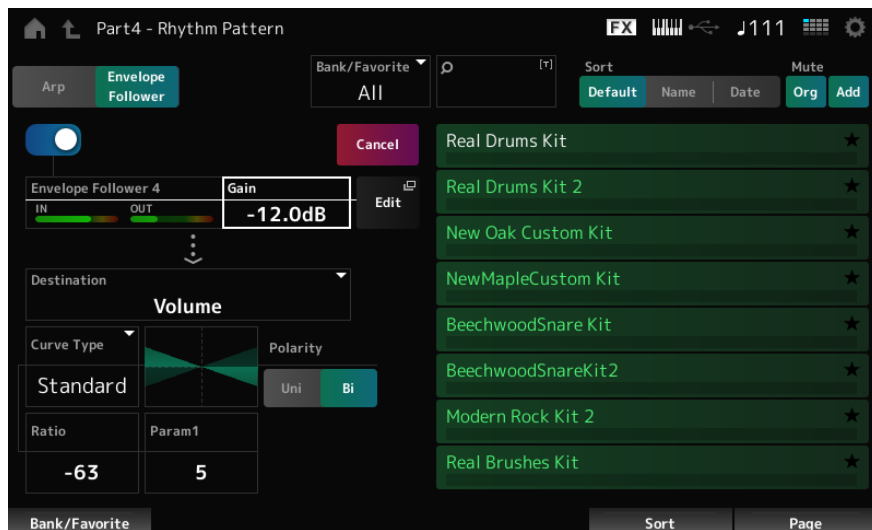 Part4 - Rhythm Pattern
FX
♩111
Arp
Envelope
Follower
Bank/Favorite
All
[T]
Sort
Default
Name
Date
Mute
Org
Add
Cancel
Envelope Follower 4
IN
OUT
Gain
-12.0dB
Edit
Destination
Volume
Curve Type
Standard
Polarity
Uni
Bi
Ratio
-63
Param1
5
Real Drums Kit
Real Drums Kit 2
New Oak Custom Kit
NewMapleCustom Kit
BeechwoodSnare Kit
BeechwoodSnareKit2
Modern Rock Kit 2
Real Brushes Kit
Bank/Favorite
Sort
Page